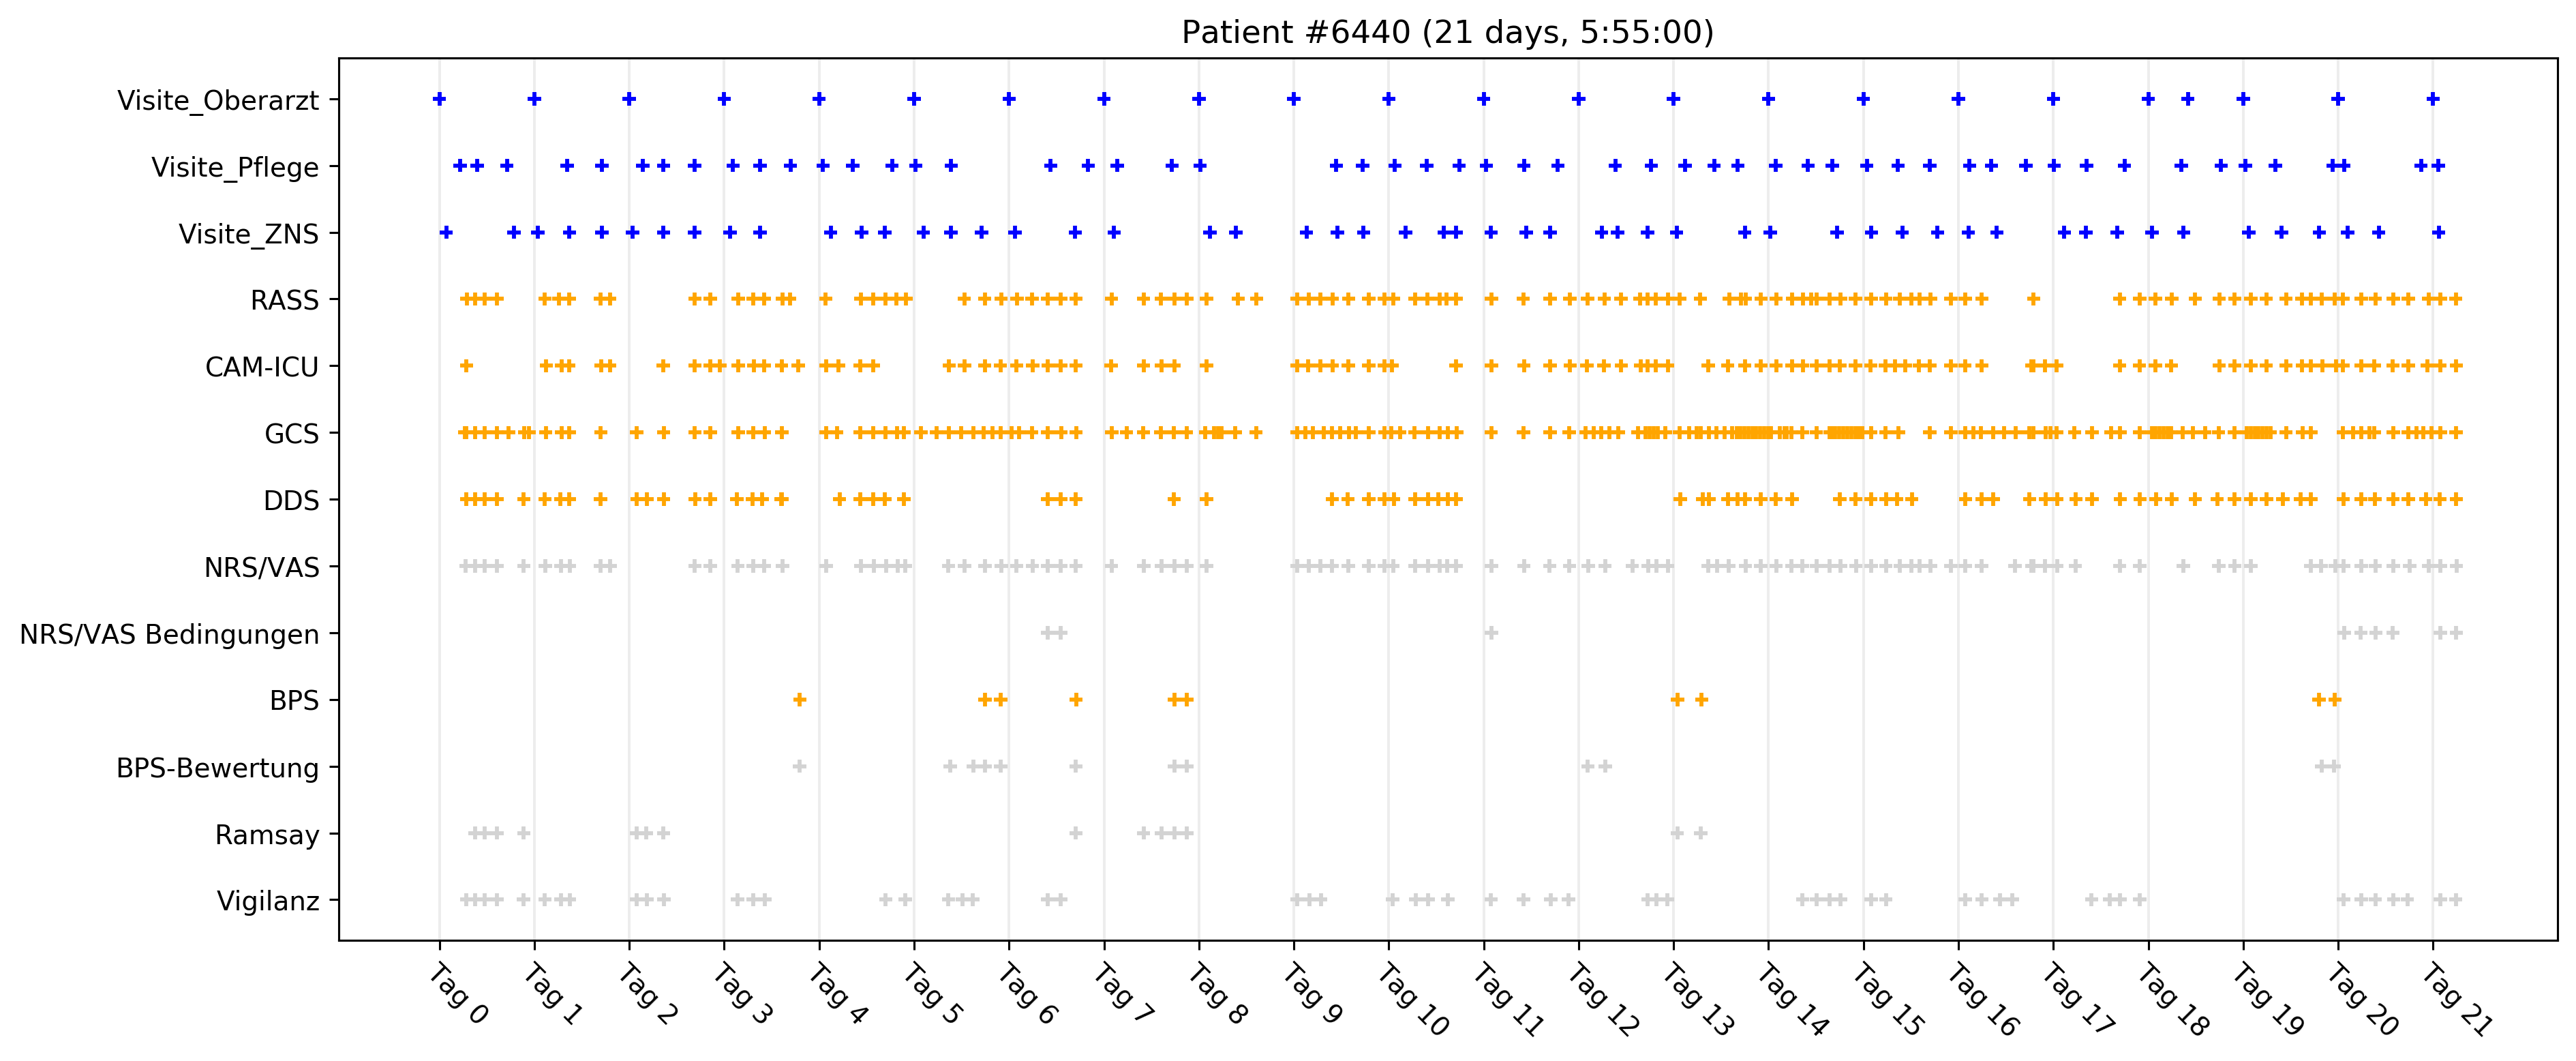 Patient #6440 (21 days, 5:55:00)
Visite_Oberarzt
Visite_Pflege
Visite_ZNS
RASS
CAM-ICU
GCS
DDS
NRS/VAS
NRS/VAS Bedingungen
BPS
BPS-Bewertung
Ramsay
Vigilanz
Tag 0
Tag 1
Tag 2
Tag 3
Tag 4
Tag 5
Tag 6
Tag 7
Tag 8
Tag 9
Tag 10
Tag 11
Tag 12
Tag 13
Tag 14
Tag 15
Tag 16
Tag 17
Tag 18
Tag 19
Tag 20
Tag 21